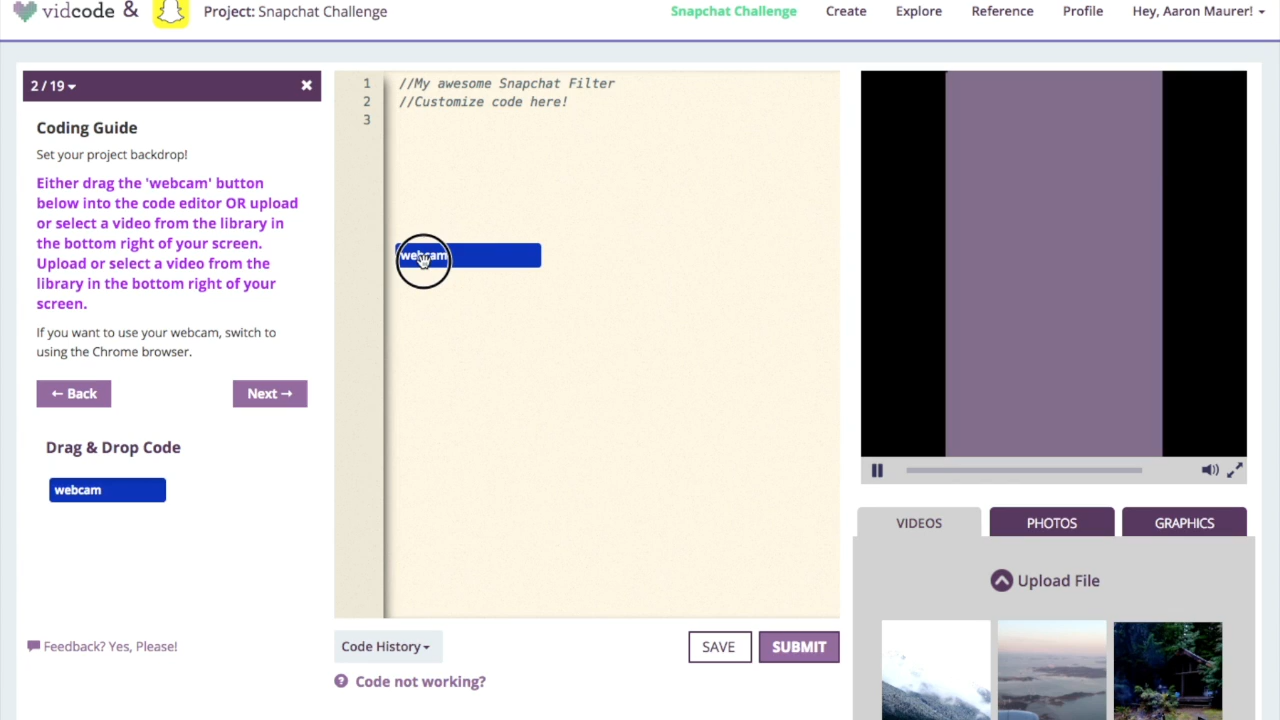 vidcode & Project: Snapchat Challenge
Snapchat Challenge Create Explore Reference Profile Hey, Aaron Maurer!
2 / 19
Coding Guide
Set your project backdrop!
Either drag the 'webcam' button
below into the code editor OR upload
or select a video from the library in
the bottom right of your screen.
Upload or select a video from the
library in the bottom right of your
screen.
If you want to use your webcam, switch to
using the Chrome browser.
← Back
Next →
Drag & Drop Code
webcam
Feedback? Yes, Please!
1 //My awesome Snapchat Filter
2 //Customize code here!
3
webcam
Code History
SAVE
SUBMIT
? Code not working?
VIDEOS
PHOTOS
GRAPHICS
Upload File